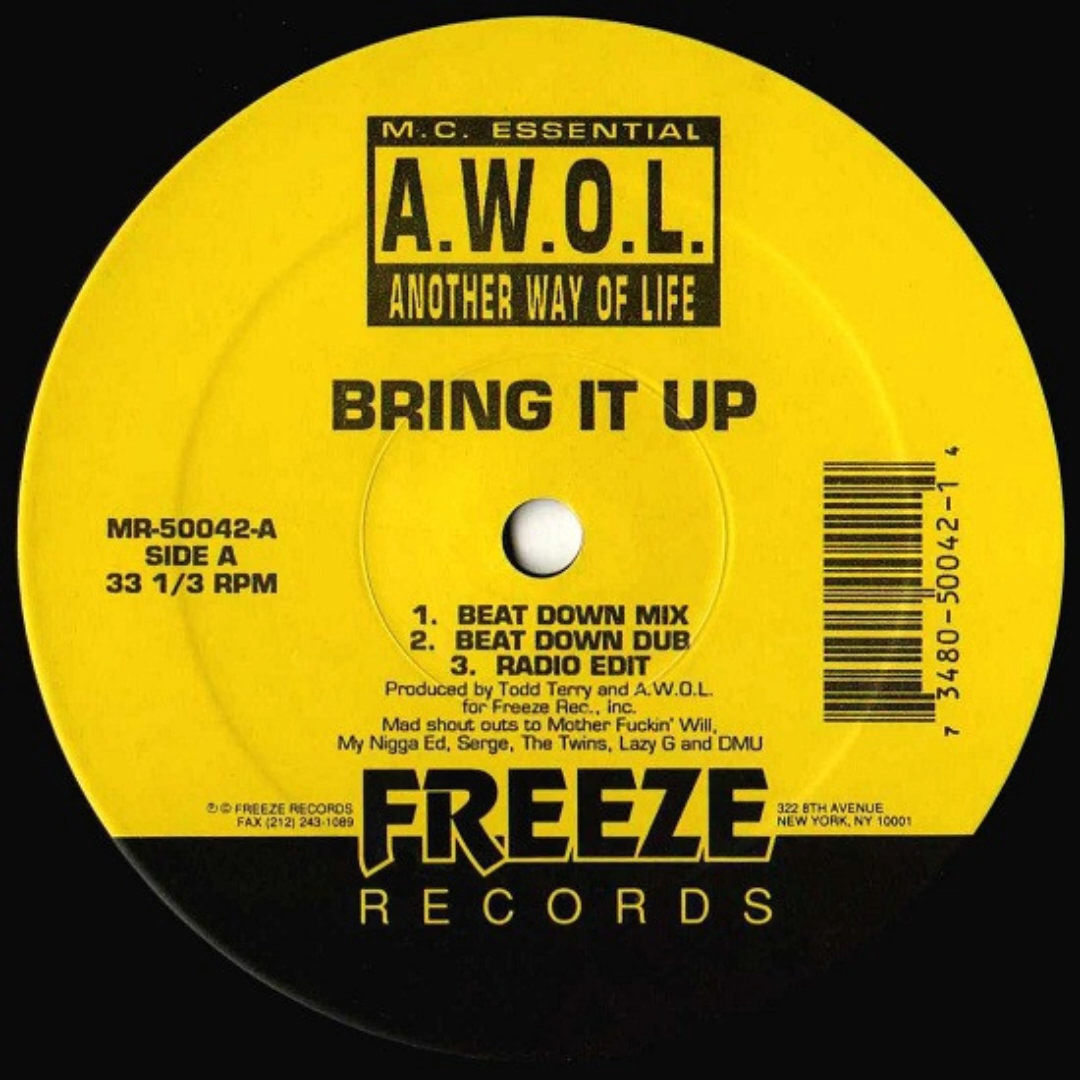 M.C. ESSENTIAL
A.W.O.L.
ANOTHER WAY OF LIFE
BRING IT UP
MR-50042-A
SIDE A
33 1/3 RPM
1. BEAT DOWN MIX
2. BEAT DOWN DUB
3. RADIO EDIT
Produced by Todd Terry and A.W.O.L.
for Freeze Rec., Inc.
Mad shout outs to Mother Fuckin' Will,
My Nigga Ed, Serge, The Twins, Lazy G and DMU
7 3480-50042-1 4
℗ © FREEZE RECORDS
FAX (212) 243-1089
FREEZE
RECORDS
322 8TH AVENUE
NEW YORK, NY 10001